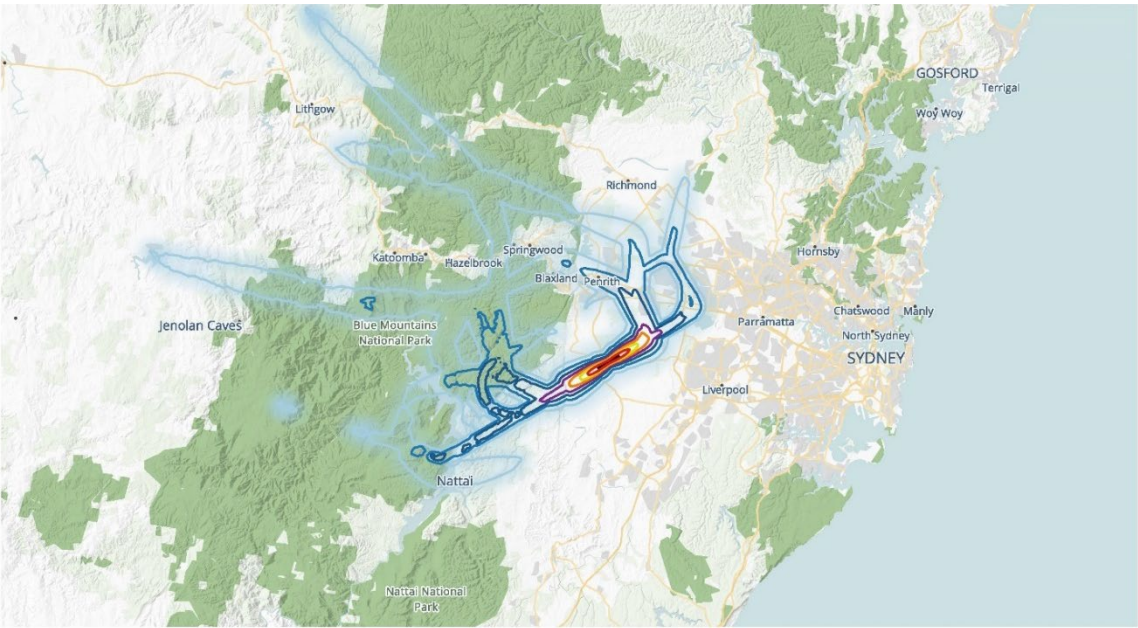 GOSFORD
Terrigal
Woy Woy
Lithgow
Richmond
Hornsby
Springwood
Katoomba
Hazelbrook
Blaxland
Penrith
Chatswood
Manly
Parramatta
Jenolan Caves
Blue Mountains
National Park
North Sydney
SYDNEY
Liverpool
Nattai
Nattai National
Park